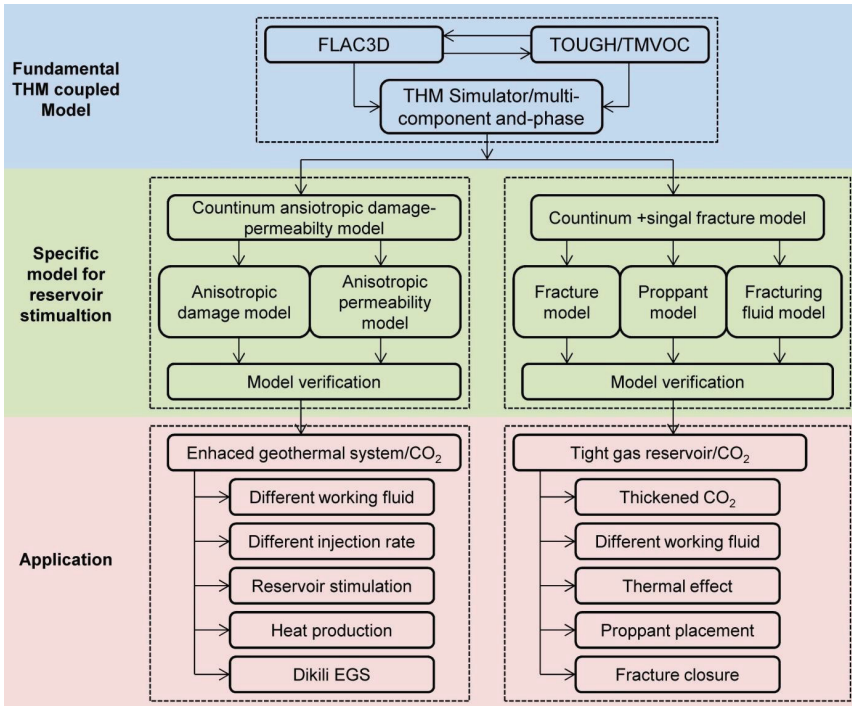 Fundamental
THM coupled
Model
FLAC3D
TOUGH/TMVOC
THM Simulator/multi-
component and-phase
Specific
model for
reservoir
stimualtion
Countinum ansiotropic damage-
permeabilty model
Anisotropic
damage model
Anisotropic
permeability
model
Model verification
Countinum +singal fracture model
Fracture
model
Proppant
model
Fracturing
fluid model
Model verification
Application
Enhaced geothermal system/CO₂
Different working fluid
Different injection rate
Reservoir stimulation
Heat production
Dikili EGS
Tight gas reservoir/CO₂
Thickened CO₂
Different working fluid
Thermal effect
Proppant placement
Fracture closure